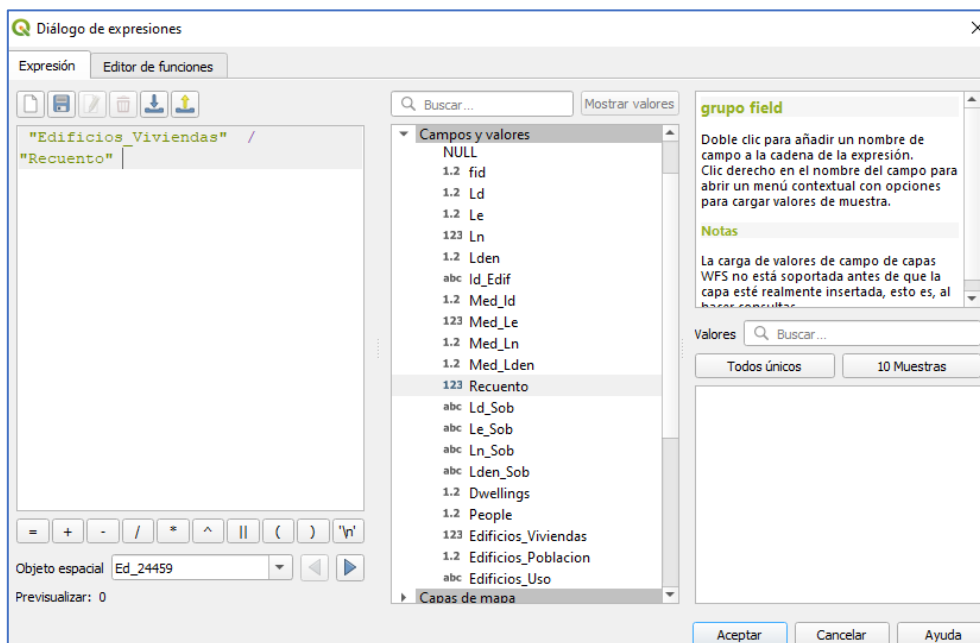 Diálogo de expresiones
Expresión
Editor de funciones
"Edificios_Viviendas" /
"Recuento"
= + - / * ^ || ( ) '\n'
Objeto espacial Ed_24459
Previsualizar: 0
Buscar...
Mostrar valores
Campos y valores
NULL
1.2 fid
1.2 Ld
1.2 Le
123 Ln
1.2 Lden
abc Id_Edif
1.2 Med_ld
123 Med_Le
1.2 Med_Ln
1.2 Med_Lden
123 Recuento
abc Ld_Sob
abc Le_Sob
abc Ln_Sob
abc Lden_Sob
1.2 Dwellings
1.2 People
123 Edificios_Viviendas
1.2 Edificios_Poblacion
abc Edificios_Uso
Capas de mapa
grupo field
Doble clic para añadir un nombre de
campo a la cadena de la expresión.
Clic derecho en el nombre del campo para
abrir un menú contextual con opciones
para cargar valores de muestra.
Notas
La carga de valores de campo de capas
WFS no está soportada antes de que la
capa esté realmente insertada, esto es, al
hacer consultas.
Valores
Buscar...
Todos únicos
10 Muestras
Aceptar
Cancelar
Ayuda